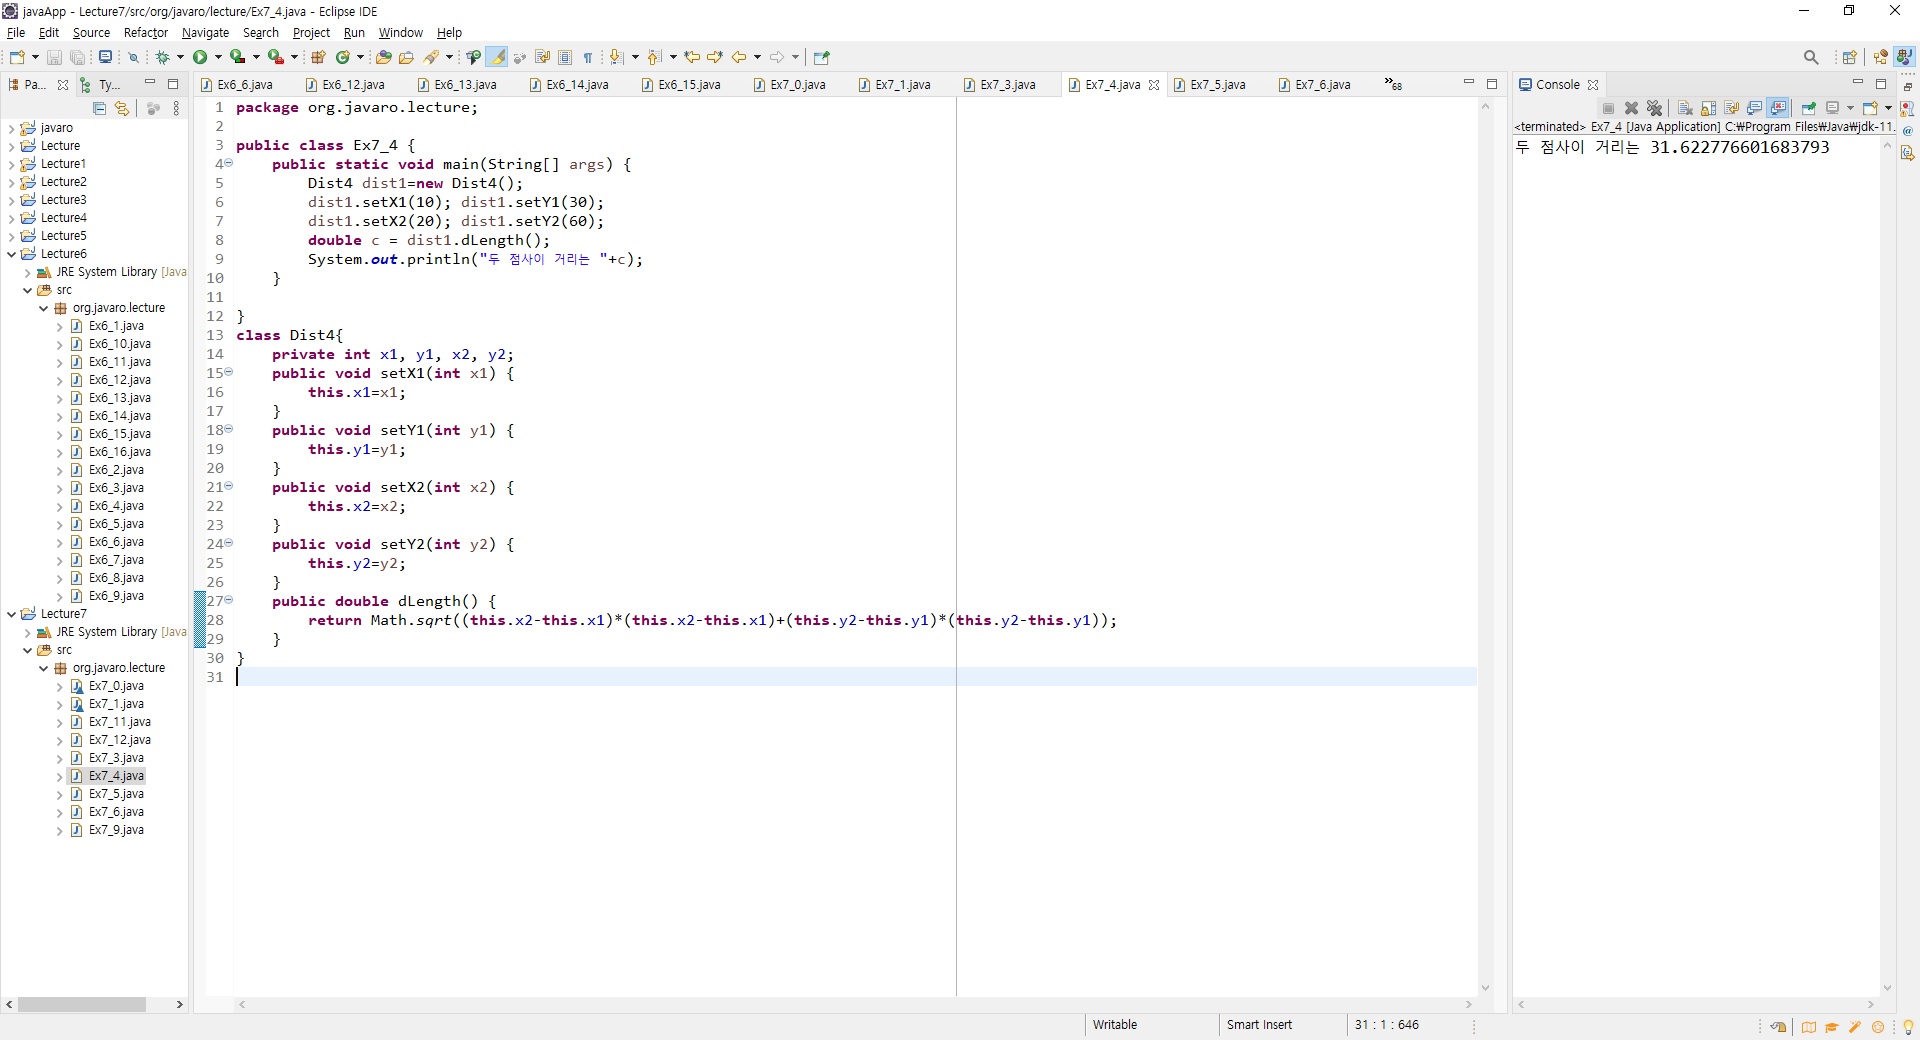 javaApp - Lecture7/src/org/javaro/lecture/Ex7_4.java - Eclipse IDE
File Edit Source Refactor Navigate Search Project Run Window Help
Pa... Ty...
Ex6_6.java Ex6_12.java Ex6_13.java Ex6_14.java Ex6_15.java Ex7_0.java Ex7_1.java Ex7_3.java Ex7_4.java Ex7_5.java Ex7_6.java »68
javaro
Lecture
Lecture1
Lecture2
Lecture3
Lecture4
Lecture5
Lecture6
JRE System Library [Java
src
org.javaro.lecture
Ex6_1.java
Ex6_10.java
Ex6_11.java
Ex6_12.java
Ex6_13.java
Ex6_14.java
Ex6_15.java
Ex6_16.java
Ex6_2.java
Ex6_3.java
Ex6_4.java
Ex6_5.java
Ex6_6.java
Ex6_7.java
Ex6_8.java
Ex6_9.java
Lecture7
JRE System Library [Java
src
org.javaro.lecture
Ex7_0.java
Ex7_1.java
Ex7_11.java
Ex7_12.java
Ex7_3.java
Ex7_4.java
Ex7_5.java
Ex7_6.java
Ex7_9.java
1 package org.javaro.lecture;
2
3 public class Ex7_4 {
4     public static void main(String[] args) {
5         Dist4 dist1=new Dist4();
6         dist1.setX1(10); dist1.setY1(30);
7         dist1.setX2(20); dist1.setY2(60);
8         double c = dist1.dLength();
9         System.out.println("두 점사이 거리는 "+c);
10     }
11
12 }
13 class Dist4{
14     private int x1, y1, x2, y2;
15     public void setX1(int x1) {
16         this.x1=x1;
17     }
18     public void setY1(int y1) {
19         this.y1=y1;
20     }
21     public void setX2(int x2) {
22         this.x2=x2;
23     }
24     public void setY2(int y2) {
25         this.y2=y2;
26     }
27     public double dLength() {
28         return Math.sqrt((this.x2-this.x1)*(this.x2-this.x1)+(this.y2-this.y1)*(this.y2-this.y1));
29     }
30 }
31
Console
<terminated> Ex7_4 [Java Application] C:₩Program Files₩Java₩jdk-11.
두 점사이 거리는 31.622776601683793
Writable Smart Insert 31 : 1 : 646